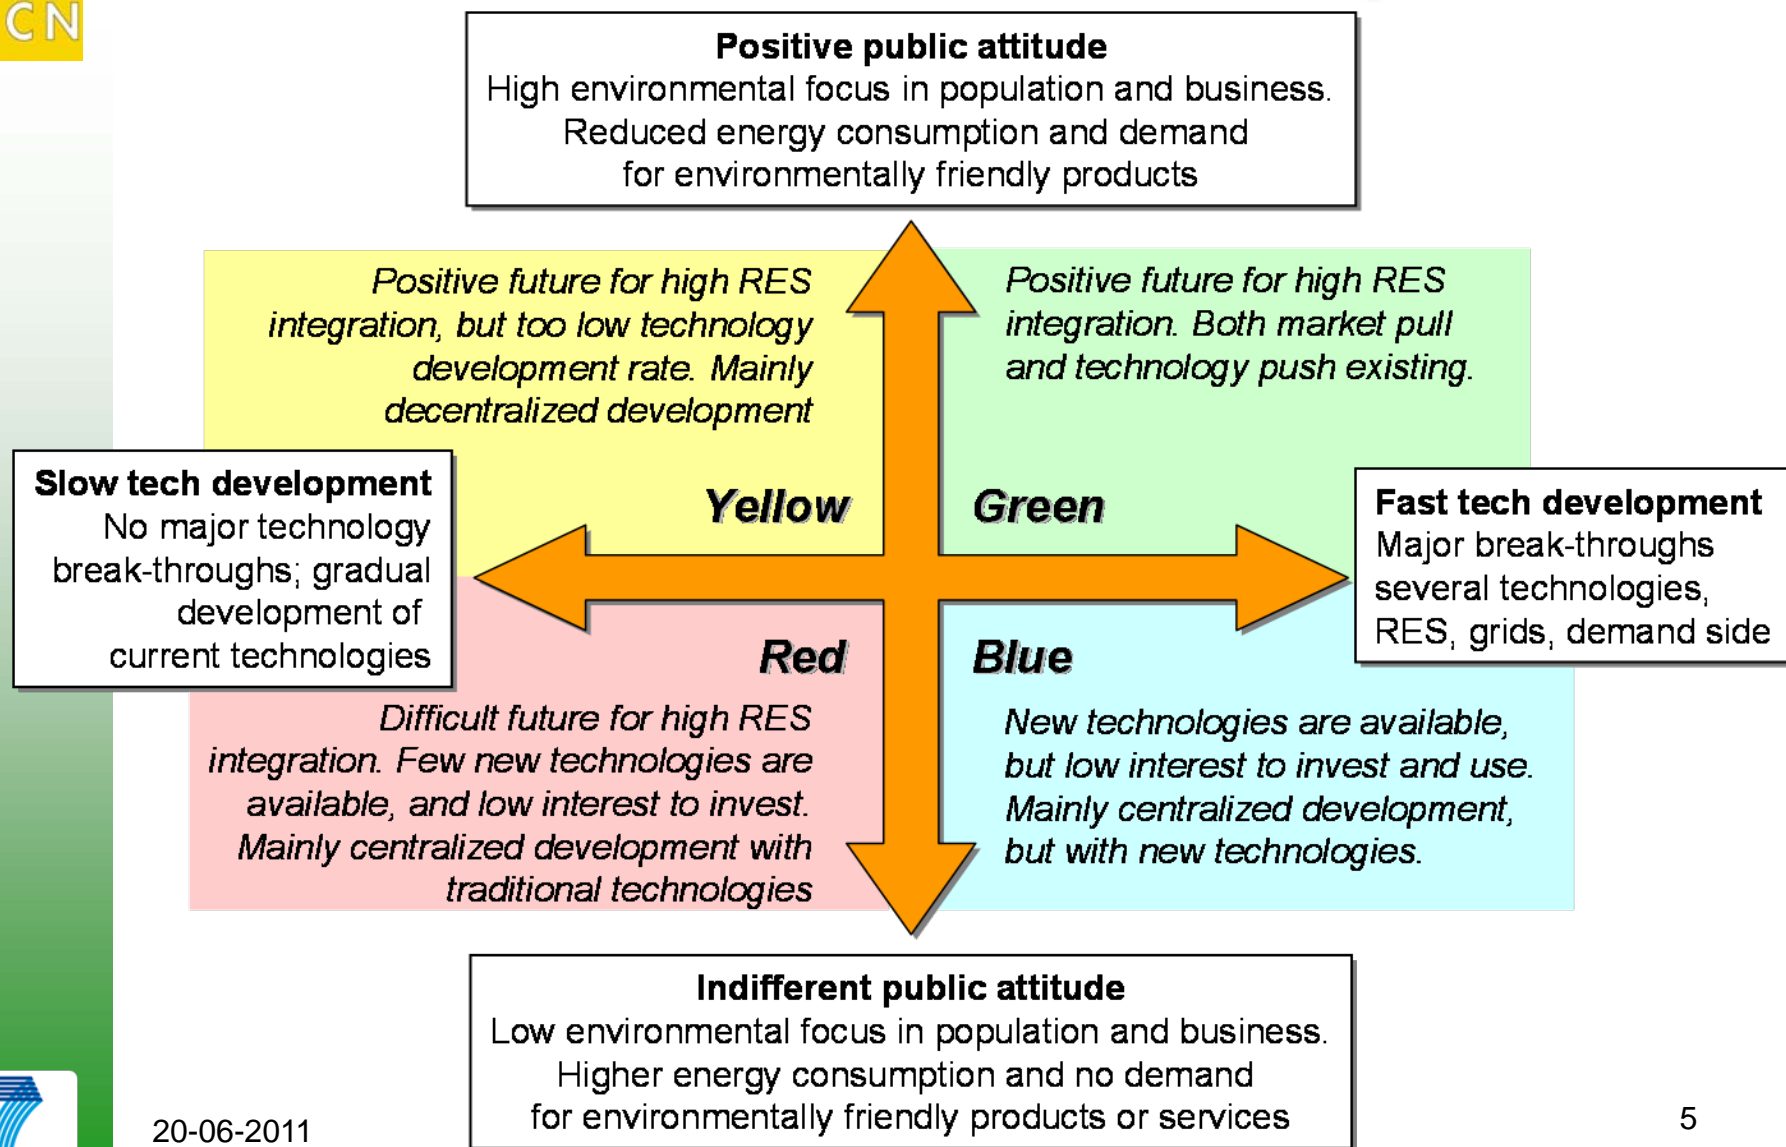 CN
Positive public attitude
High environmental focus in population and business.
Reduced energy consumption and demand
for environmentally friendly products
Positive future for high RES
integration, but too low technology
development rate. Mainly
decentralized development
Positive future for high RES
integration. Both market pull
and technology push existing.
Slow tech development
No major technology
break-throughs; gradual
development of
current technologies
Yellow
Green
Fast tech development
Major break-throughs
several technologies,
RES, grids, demand side
Red
Blue
Difficult future for high RES
integration. Few new technologies are
available, and low interest to invest.
Mainly centralized development with
traditional technologies
New technologies are available,
but low interest to invest and use.
Mainly centralized development,
but with new technologies.
Indifferent public attitude
Low environmental focus in population and business.
Higher energy consumption and no demand
for environmentally friendly products or services
20-06-2011
5